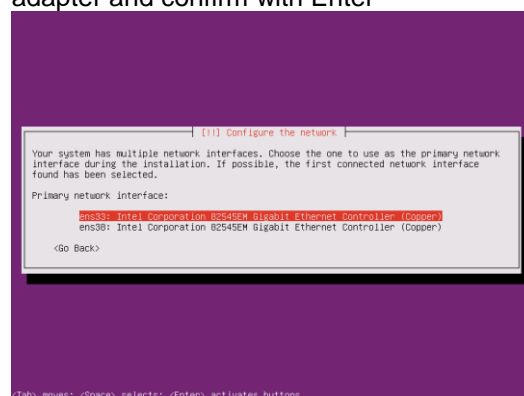 adapter and confirm with Enter
[!!] Configure the network
Your system has multiple network interfaces. Choose the one to use as the primary network
interface during the installation. If possible, the first connected network interface
found has been selected.
Primary network interface:
ens33: Intel Corporation 82545EM Gigabit Ethernet Controller (Copper)
ens38: Intel Corporation 82545EM Gigabit Ethernet Controller (Copper)
<Go Back>
<Tab> moves; <Space> selects; <Enter> activates buttons